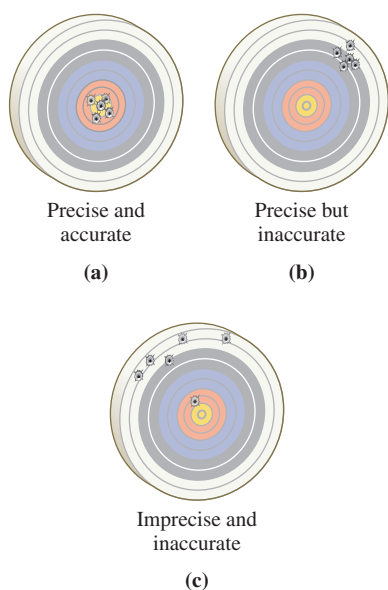 Precise and
accurate
(a)
Precise but
inaccurate
(b)
Imprecise and
inaccurate
(c)